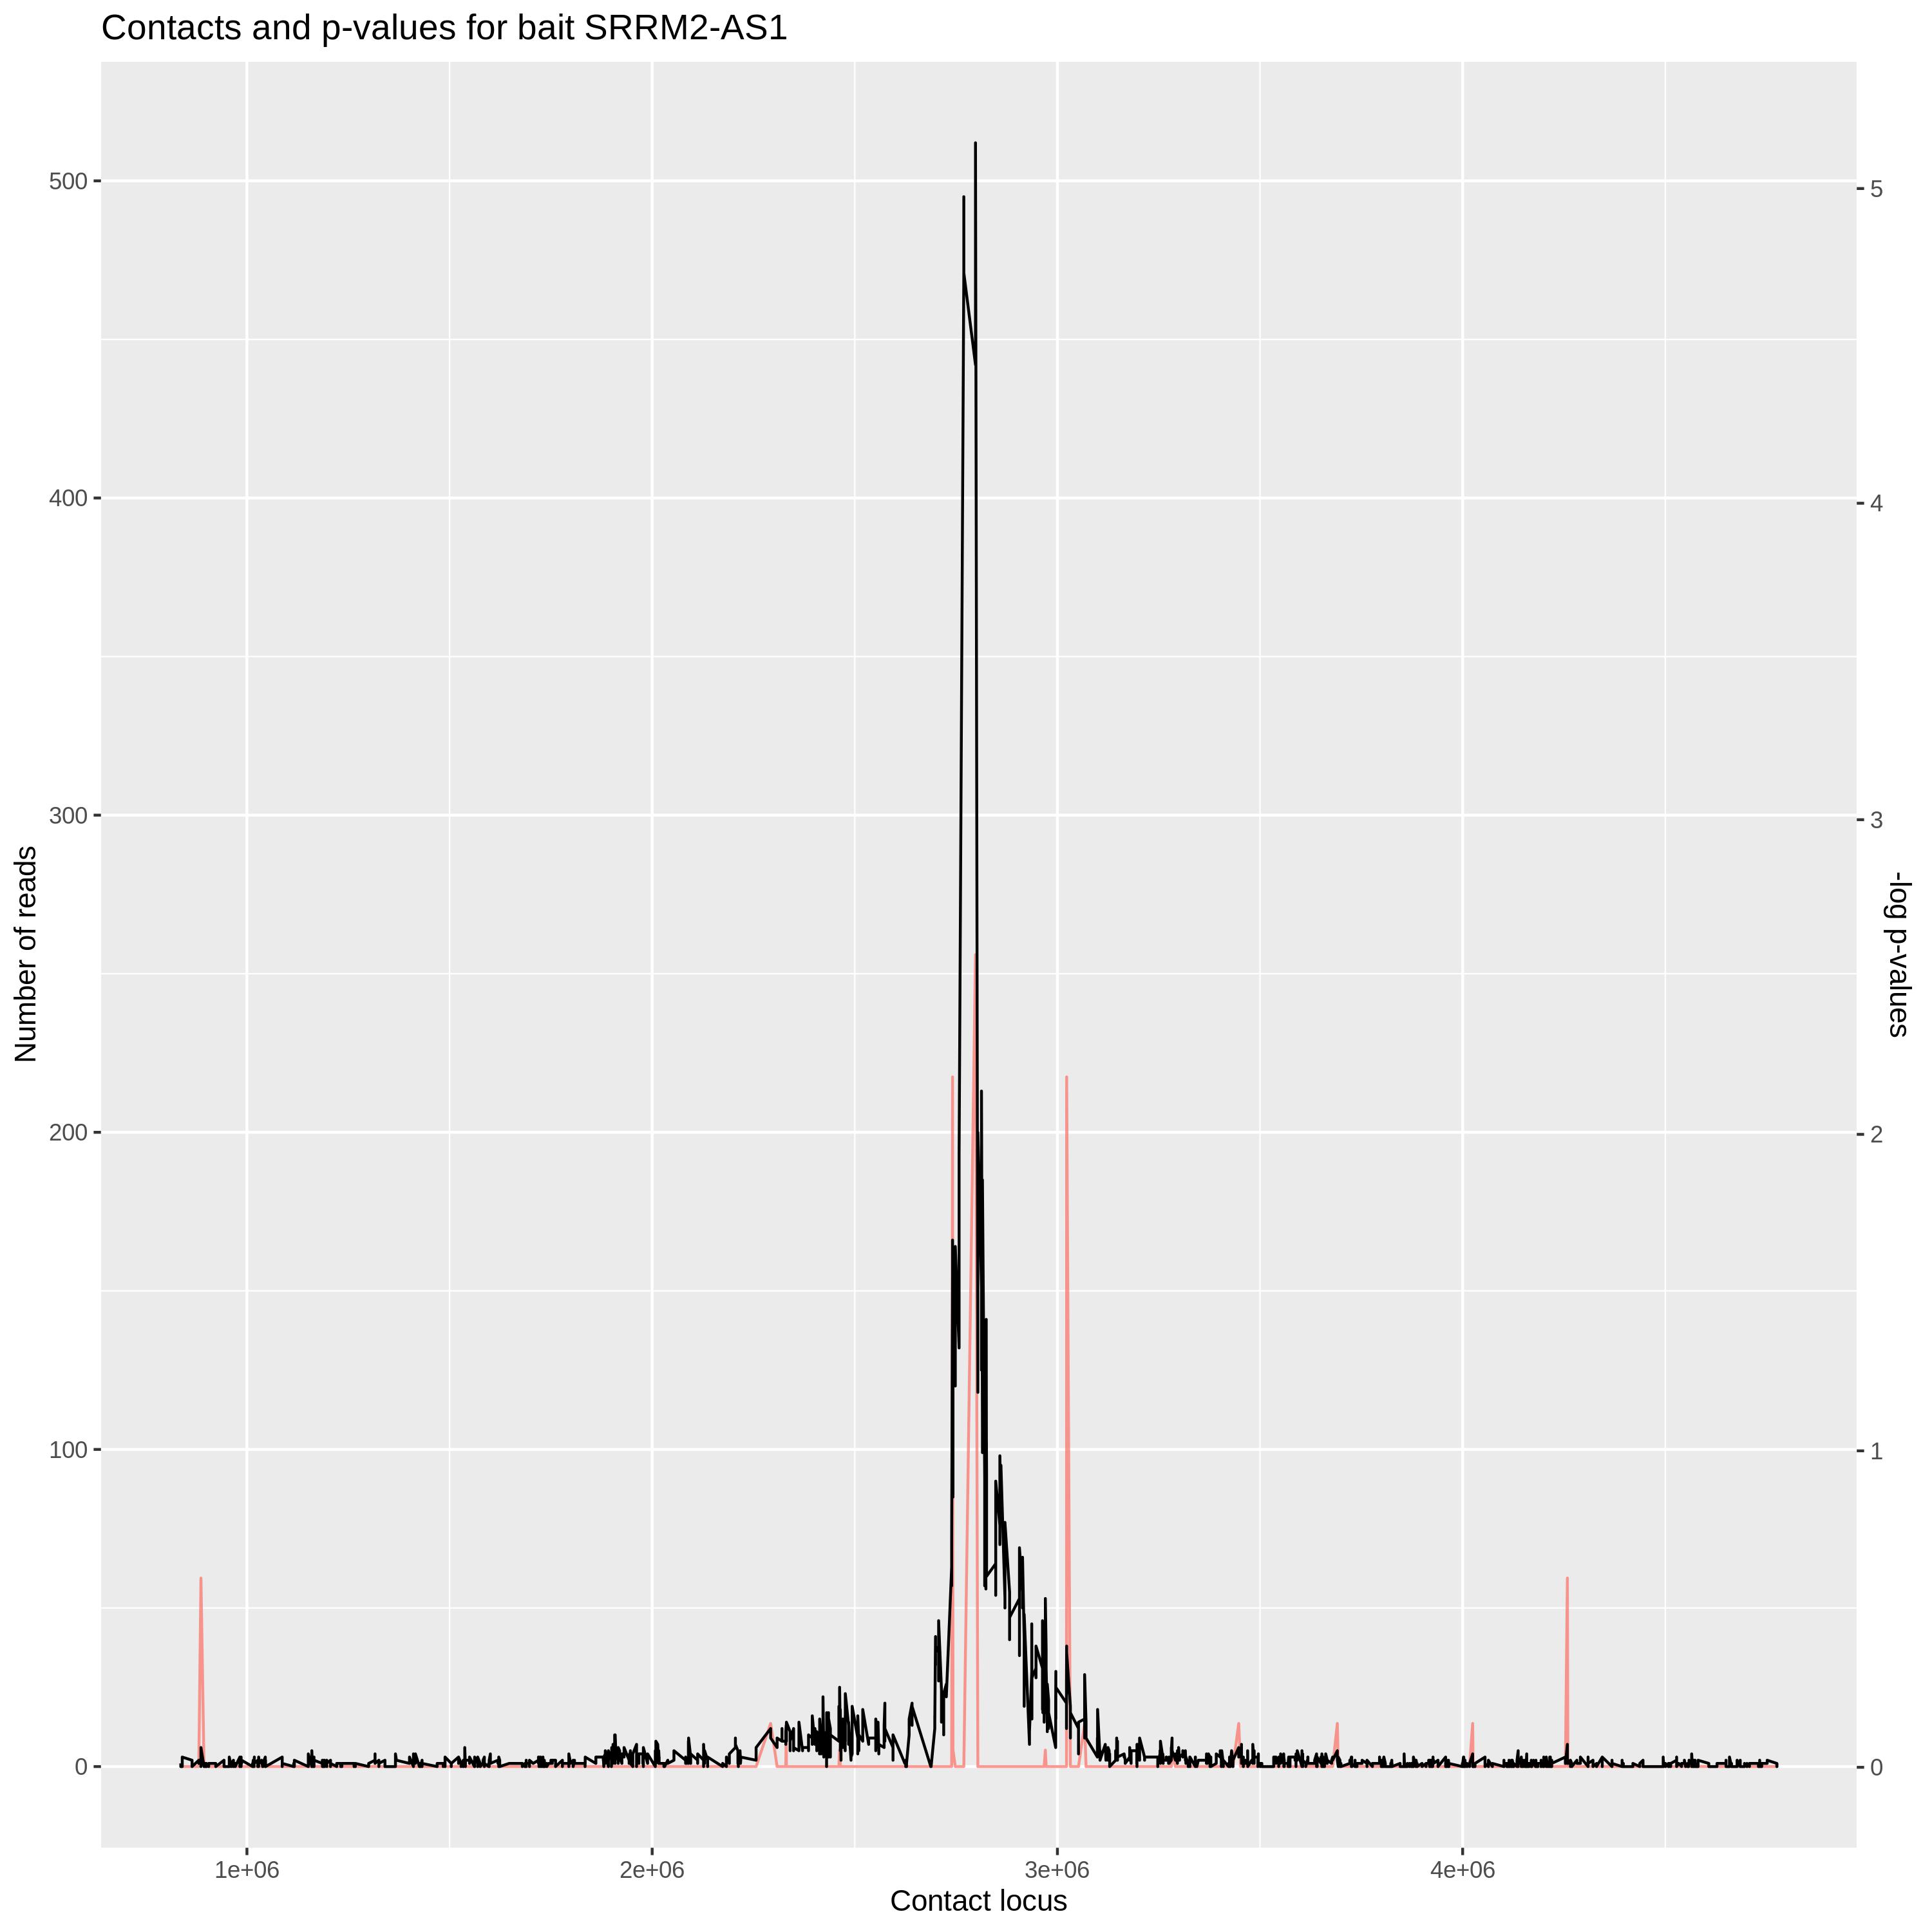 Contacts and p-values for bait SRRM2-AS1
500
400
300
200
100
0
5
4
3
2
1
0
Number of reads
-log p-values
1e+06
2e+06
3e+06
4e+06
Contact locus